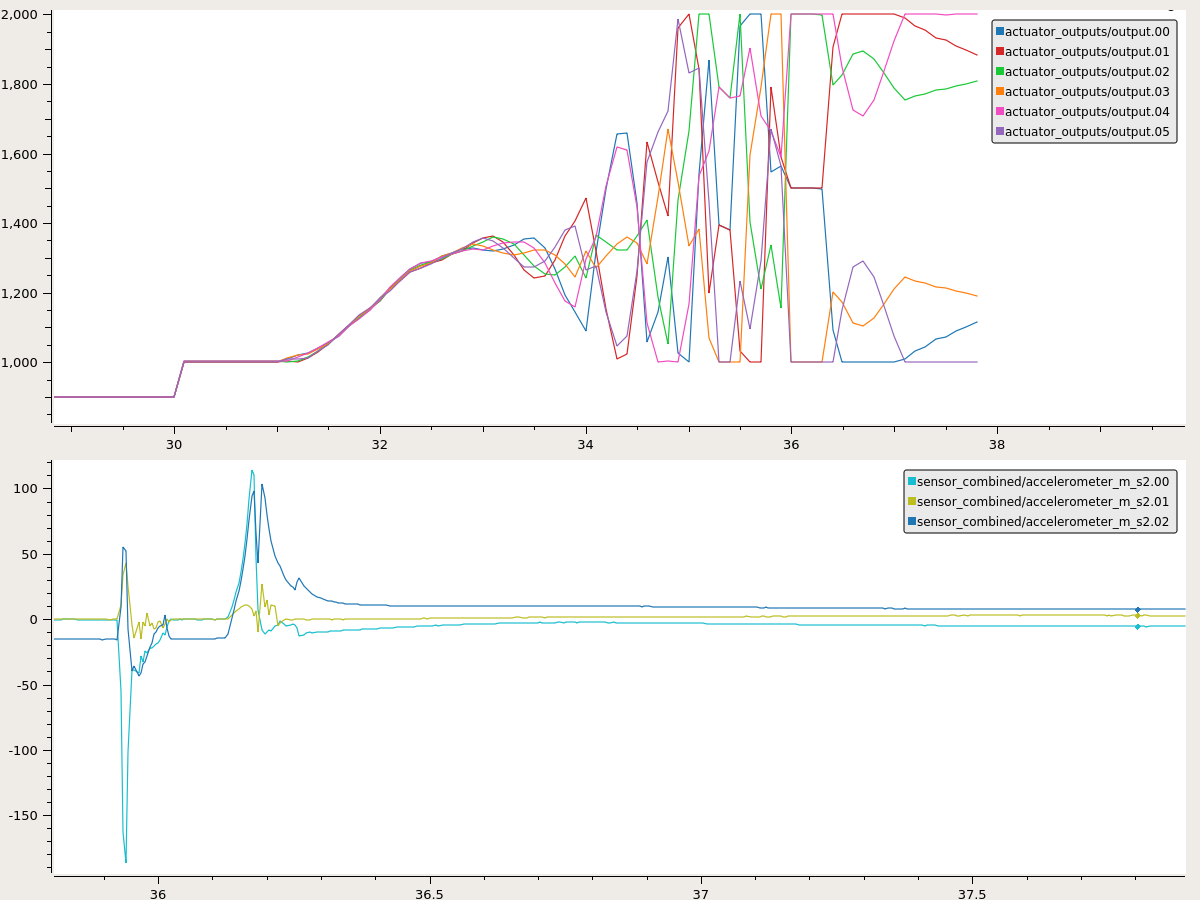 2,000
1,800
1,600
1,400
1,200
1,000
30 32 34 36 38
actuator_outputs/output.00
actuator_outputs/output.01
actuator_outputs/output.02
actuator_outputs/output.03
actuator_outputs/output.04
actuator_outputs/output.05
100
50
0
-50
-100
-150
36 36.5 37 37.5
sensor_combined/accelerometer_m_s2.00
sensor_combined/accelerometer_m_s2.01
sensor_combined/accelerometer_m_s2.02